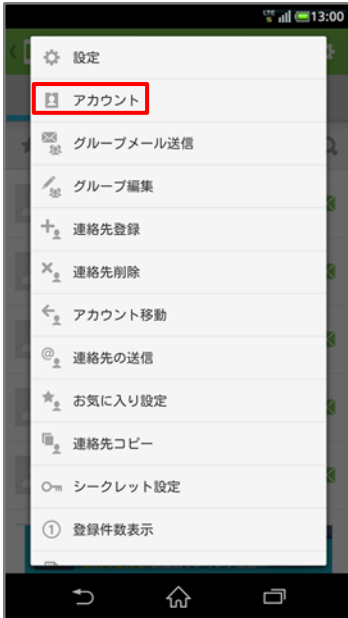 LTE 13:00
設定
アカウント
グループメール送信
グループ編集
連絡先登録
連絡先削除
アカウント移動
連絡先の送信
お気に入り設定
連絡先コピー
シークレット設定
1 登録件数表示